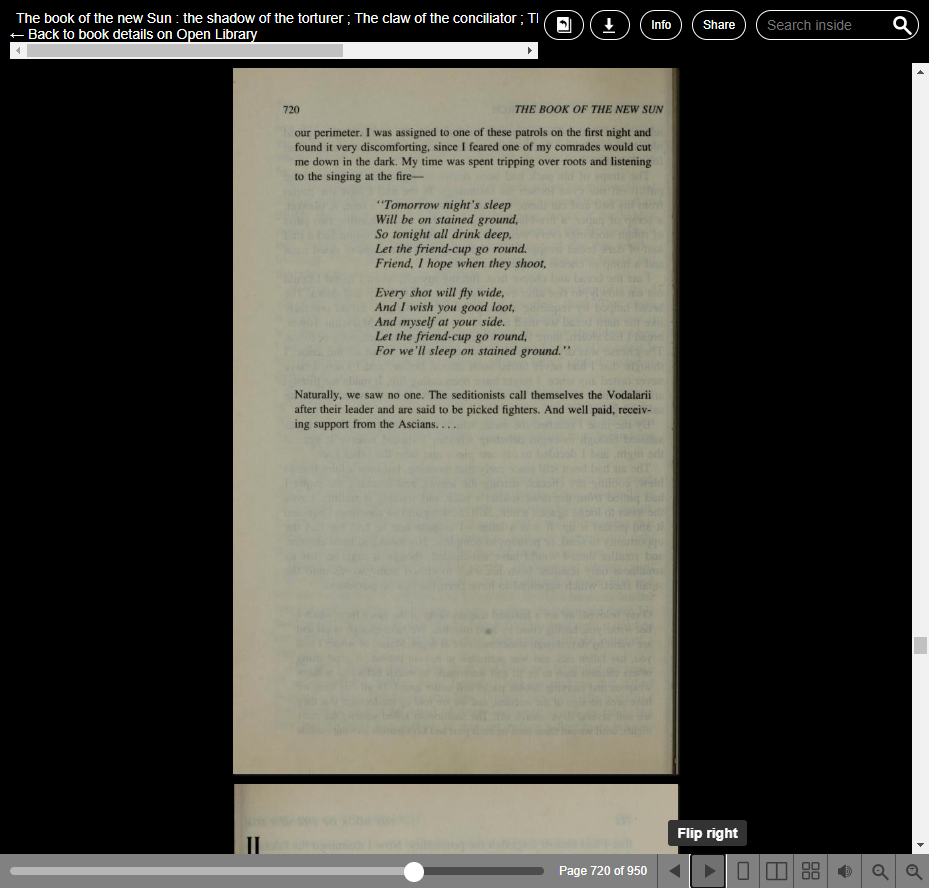 The book of the new Sun : the shadow of the torturer ; The claw of the conciliator ; Tl
← Back to book details on Open Library
Info
Share
Search inside
720
THE BOOK OF THE NEW SUN
our perimeter. I was assigned to one of these patrols on the first night and
found it very discomforting, since I feared one of my comrades would cut
me down in the dark. My time was spent tripping over roots and listening
to the singing at the fire—
"Tomorrow night's sleep
Will be on stained ground,
So tonight all drink deep,
Let the friend-cup go round.
Friend, I hope when they shoot,
Every shot will fly wide,
And I wish you good loot,
And myself at your side.
Let the friend-cup go round,
For we'll sleep on stained ground."
Naturally, we saw no one. The seditionists call themselves the Vodalarii
after their leader and are said to be picked fighters. And well paid, receiv-
ing support from the Ascians. . . .
II
Flip right
Page 720 of 950